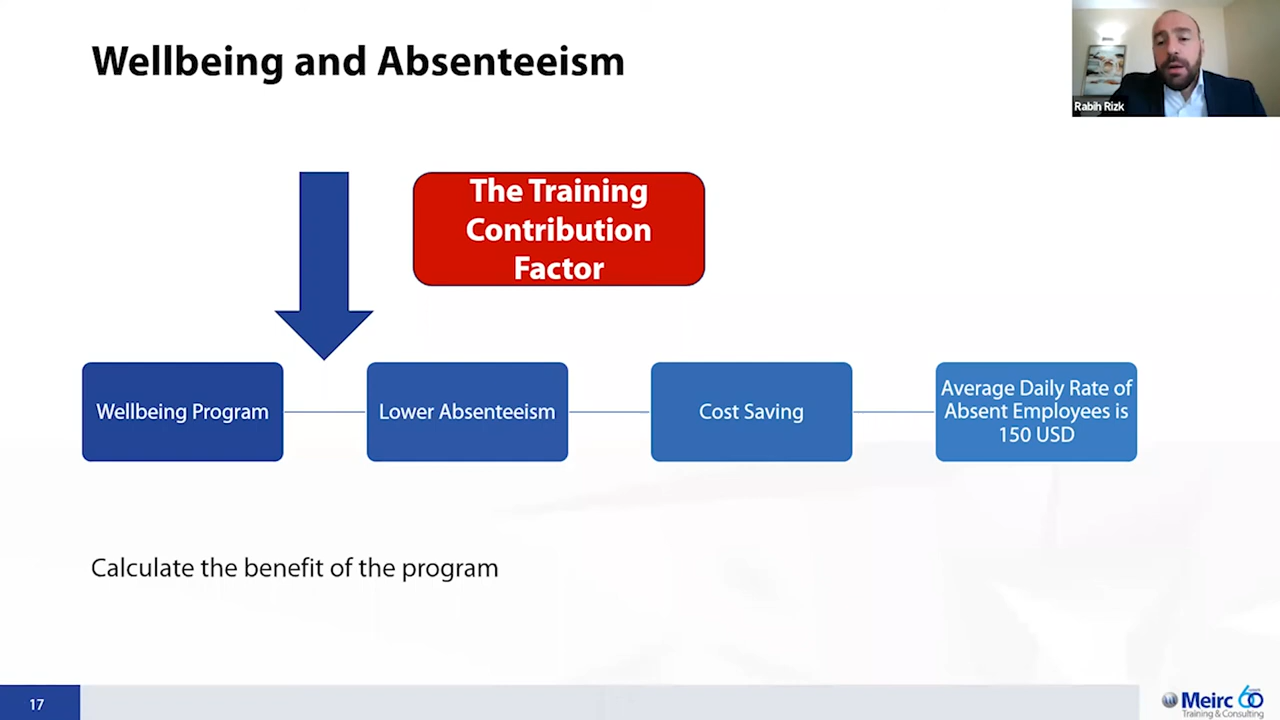 Wellbeing and Absenteeism
Rabih Rizk
The Training
Contribution
Factor
Wellbeing Program
Lower Absenteeism
Cost Saving
Average Daily Rate of
Absent Employees is
150 USD
Calculate the benefit of the program
17
Meirc 60
Training & Consulting